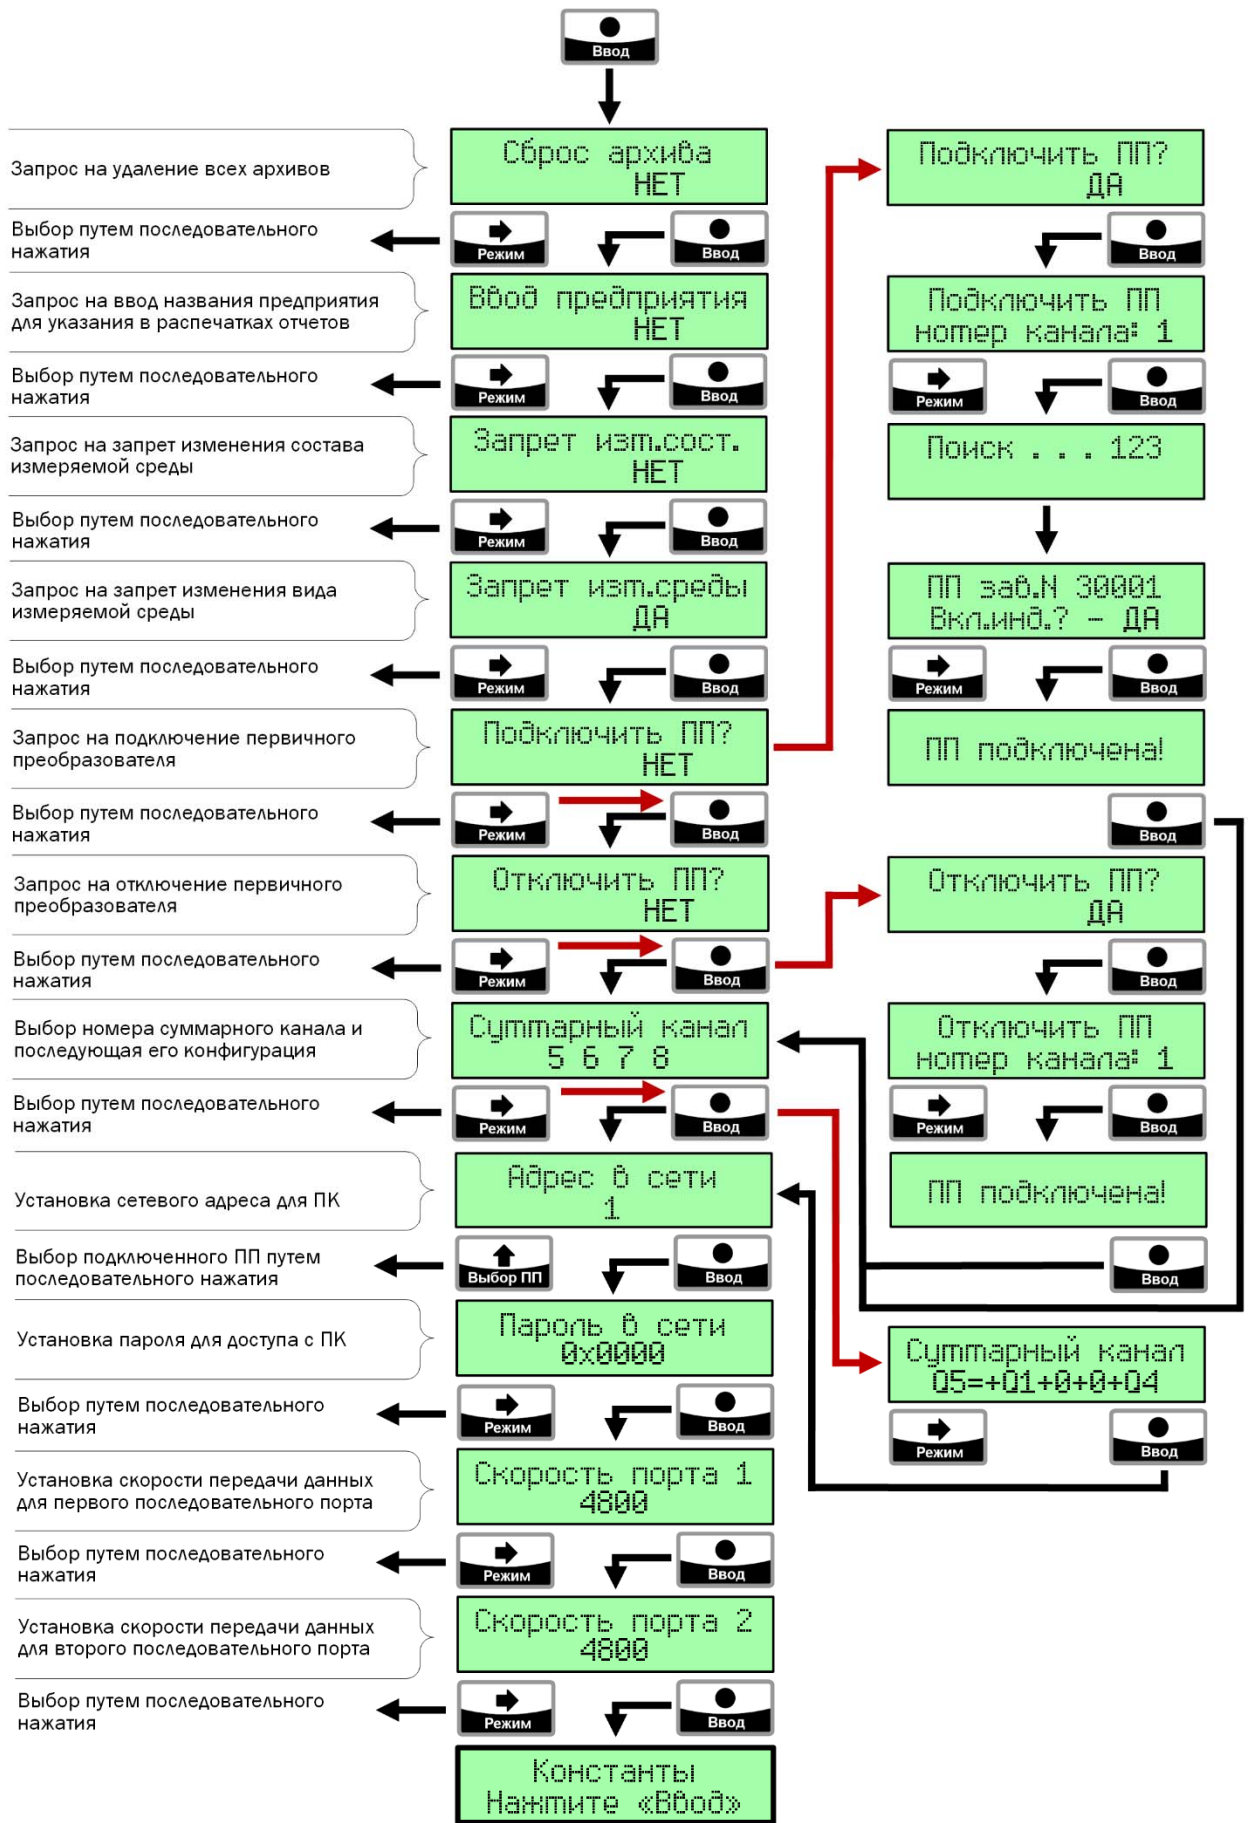 Ввод
Запрос на удаление всех архивов
Сброс архива
НЕТ
Выбор путем последовательного
нажатия
Режим
Ввод
Запрос на ввод названия предприятия
для указания в распечатках отчетов
Ввод предприятия
НЕТ
Выбор путем последовательного
нажатия
Режим
Ввод
Запрос на запрет изменения состава
измеряемой среды
Запрет изм.сост.
НЕТ
Выбор путем последовательного
нажатия
Режим
Ввод
Запрос на запрет изменения вида
измеряемой среды
Запрет изм.среды
ДА
Выбор путем последовательного
нажатия
Режим
Ввод
Запрос на подключение первичного
преобразователя
Подключить ПП?
НЕТ
Выбор путем последовательного
нажатия
Режим
Ввод
Запрос на отключение первичного
преобразователя
Отключить ПП?
НЕТ
Выбор путем последовательного
нажатия
Режим
Ввод
Выбор номера суммарного канала и
последующая его конфигурация
Суммарный канал
5 6 7 8
Выбор путем последовательного
нажатия
Режим
Ввод
Установка сетевого адреса для ПК
Адрес в сети
1
Выбор подключенного ПП путем
последовательного нажатия
Выбор ПП
Ввод
Установка пароля для доступа с ПК
Пароль в сети
0x0000
Выбор путем последовательного
нажатия
Режим
Ввод
Установка скорости передачи данных
для первого последовательного порта
Скорость порта 1
4800
Выбор путем последовательного
нажатия
Режим
Ввод
Установка скорости передачи данных
для второго последовательного порта
Скорость порта 2
4800
Выбор путем последовательного
нажатия
Режим
Ввод
Константы
Нажмите «Ввод»
Подключить ПП?
ДА
Ввод
Подключить ПП
номер канала: 1
Режим
Ввод
Поиск . . . 123
ПП зав.N 30001
Вкл.инд.? - ДА
Режим
Ввод
ПП подключена!
Ввод
Отключить ПП?
ДА
Ввод
Отключить ПП
номер канала: 1
Режим
Ввод
ПП подключена!
Ввод
Суммарный канал
Q5=+Q1+0+0+Q4
Режим
Ввод